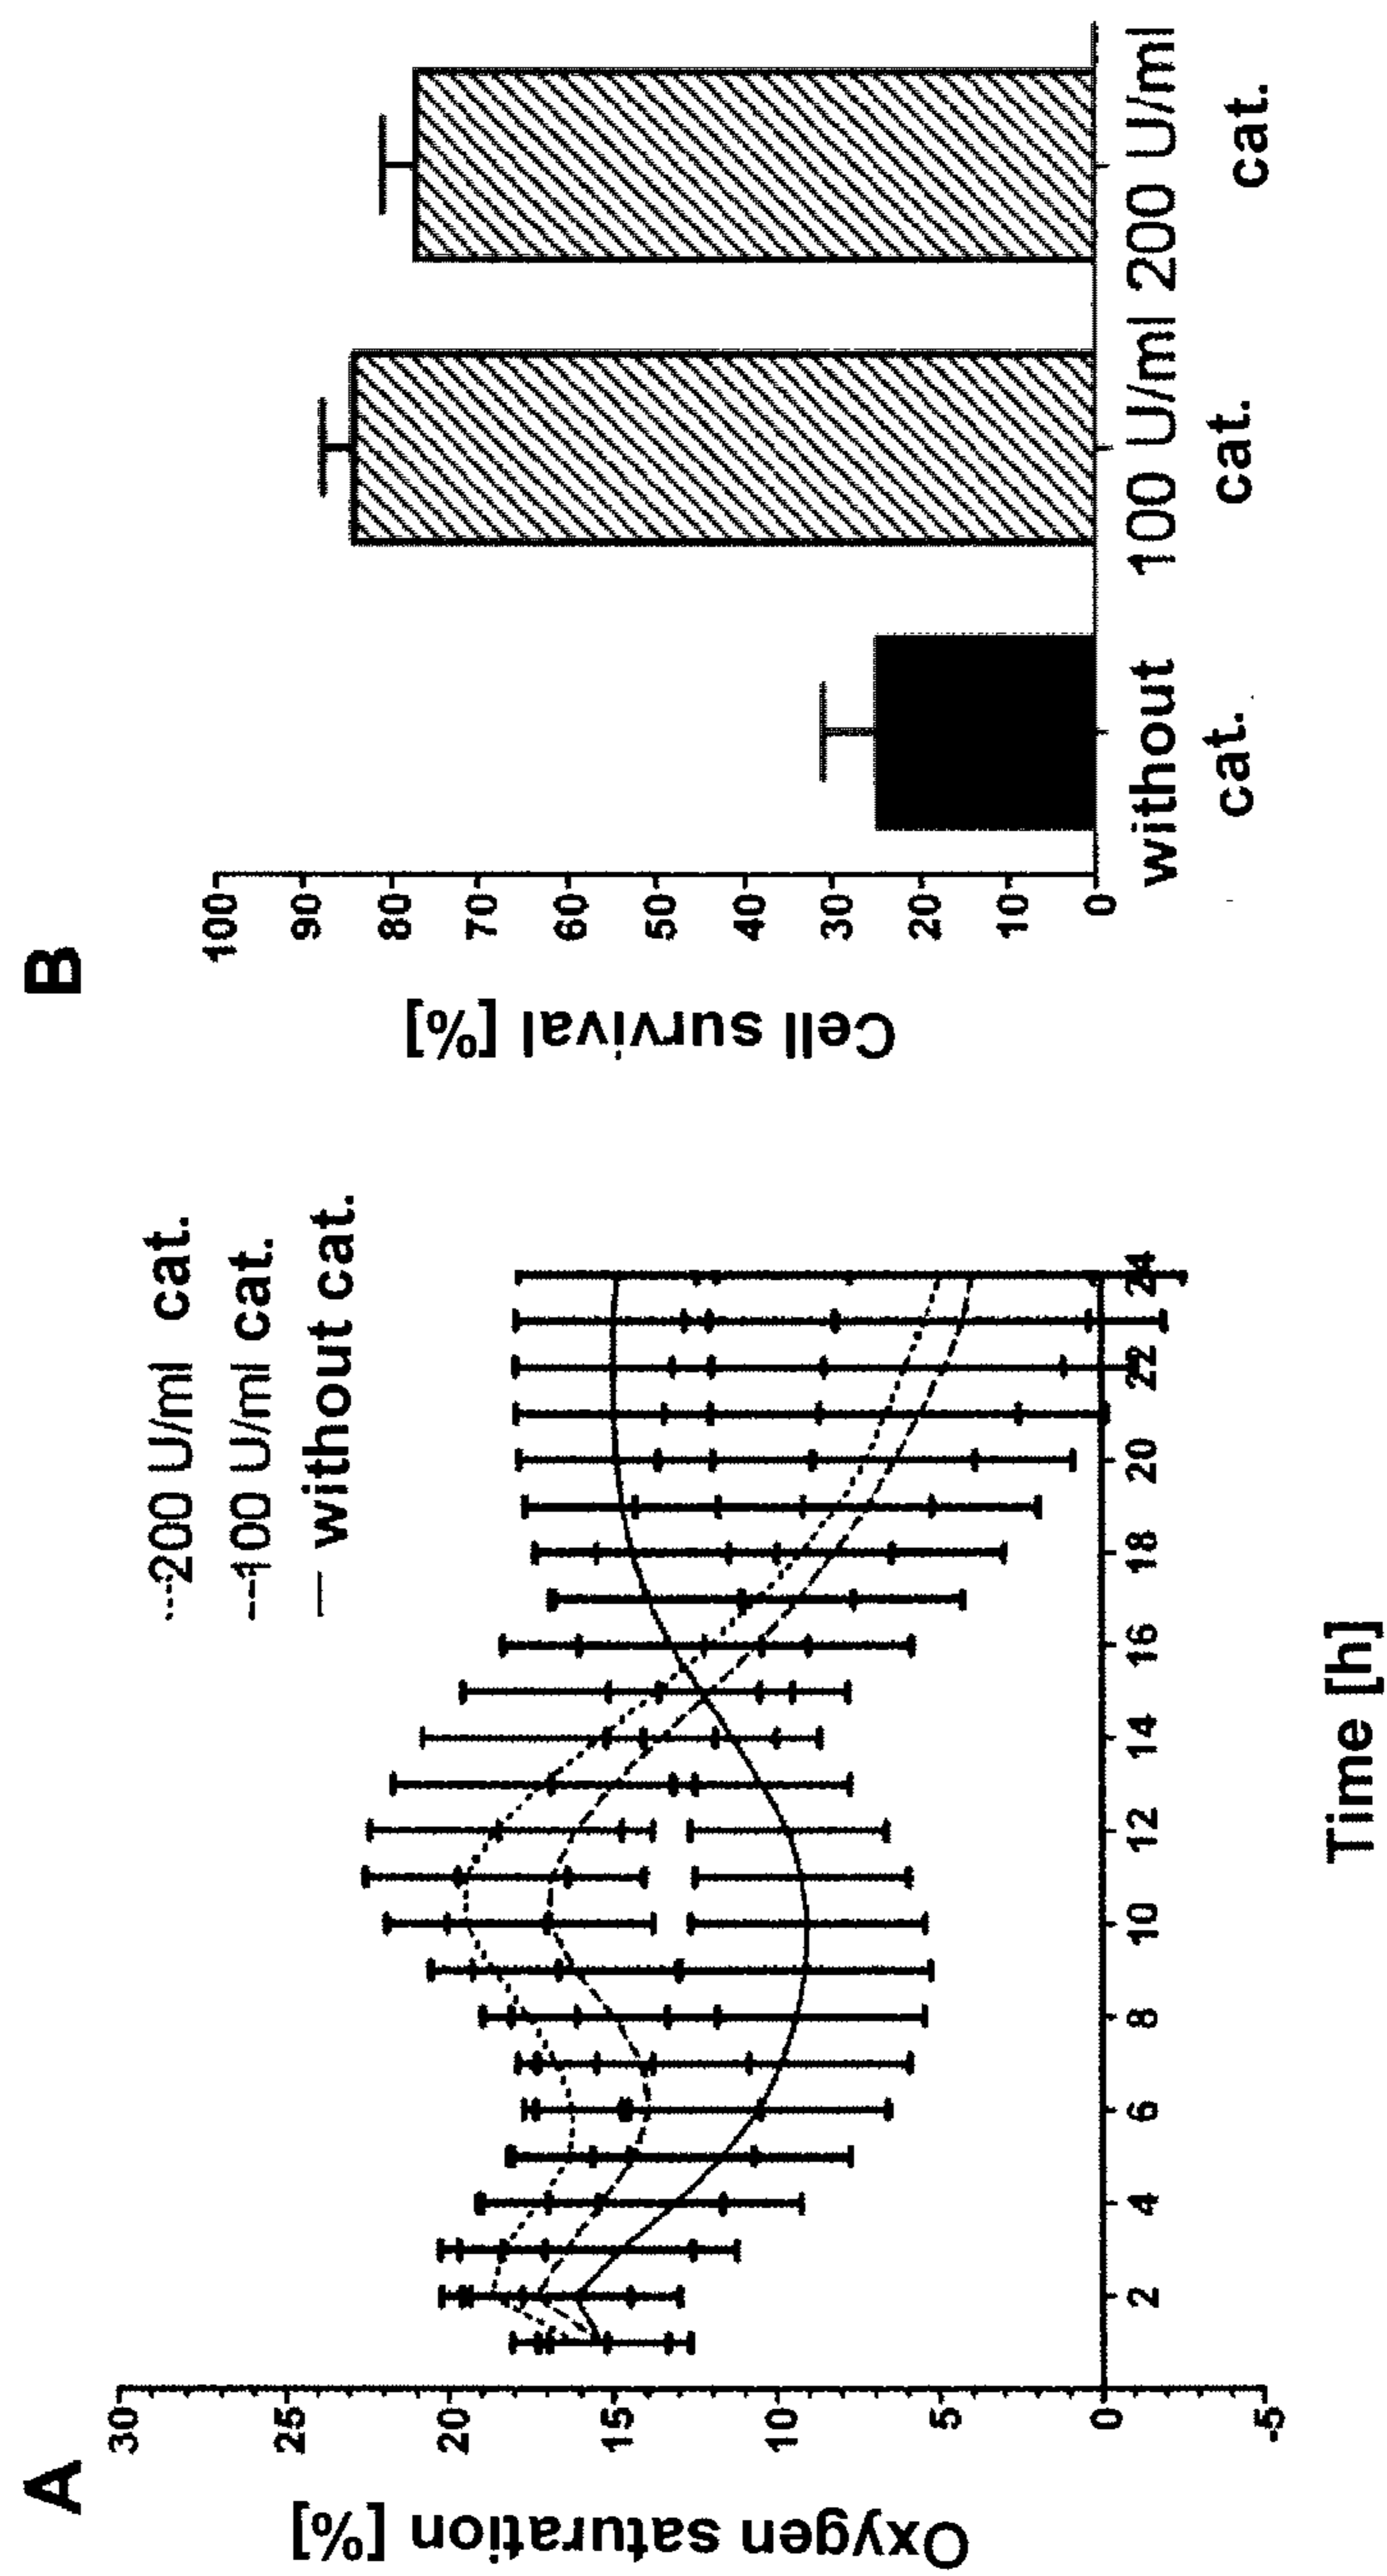 A
Oxygen saturation [%]
30
25
20
15
10
5
0
-5
2
4
6
8
10
12
14
16
18
20
22
24
Time [h]
200 U/ml cat.
100 U/ml cat.
without cat.
B
Cell survival [%]
100
90
80
70
60
50
40
30
20
10
0
without
cat.
100 U/ml
cat.
200 U/ml
cat.